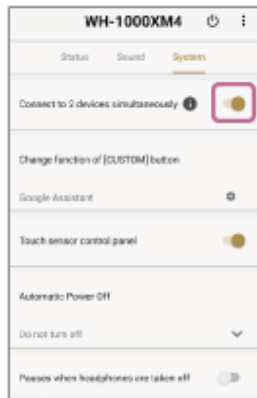 WH-1000XM4
Status Sound System
Connect to 2 devices simultaneously
Change function of [CUSTOM] button
Google Assistant
Touch sensor control panel
Automatic Power Off
Do not turn off
Pauses when headphones are taken off